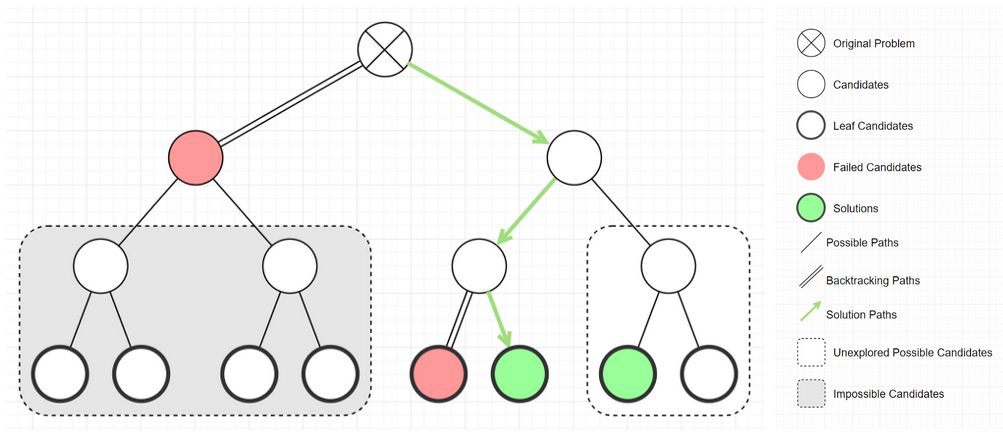 Original Problem
Candidates
Leaf Candidates
Failed Candidates
Solutions
Possible Paths
Backtracking Paths
Solution Paths
Unexplored Possible Candidates
Impossible Candidates